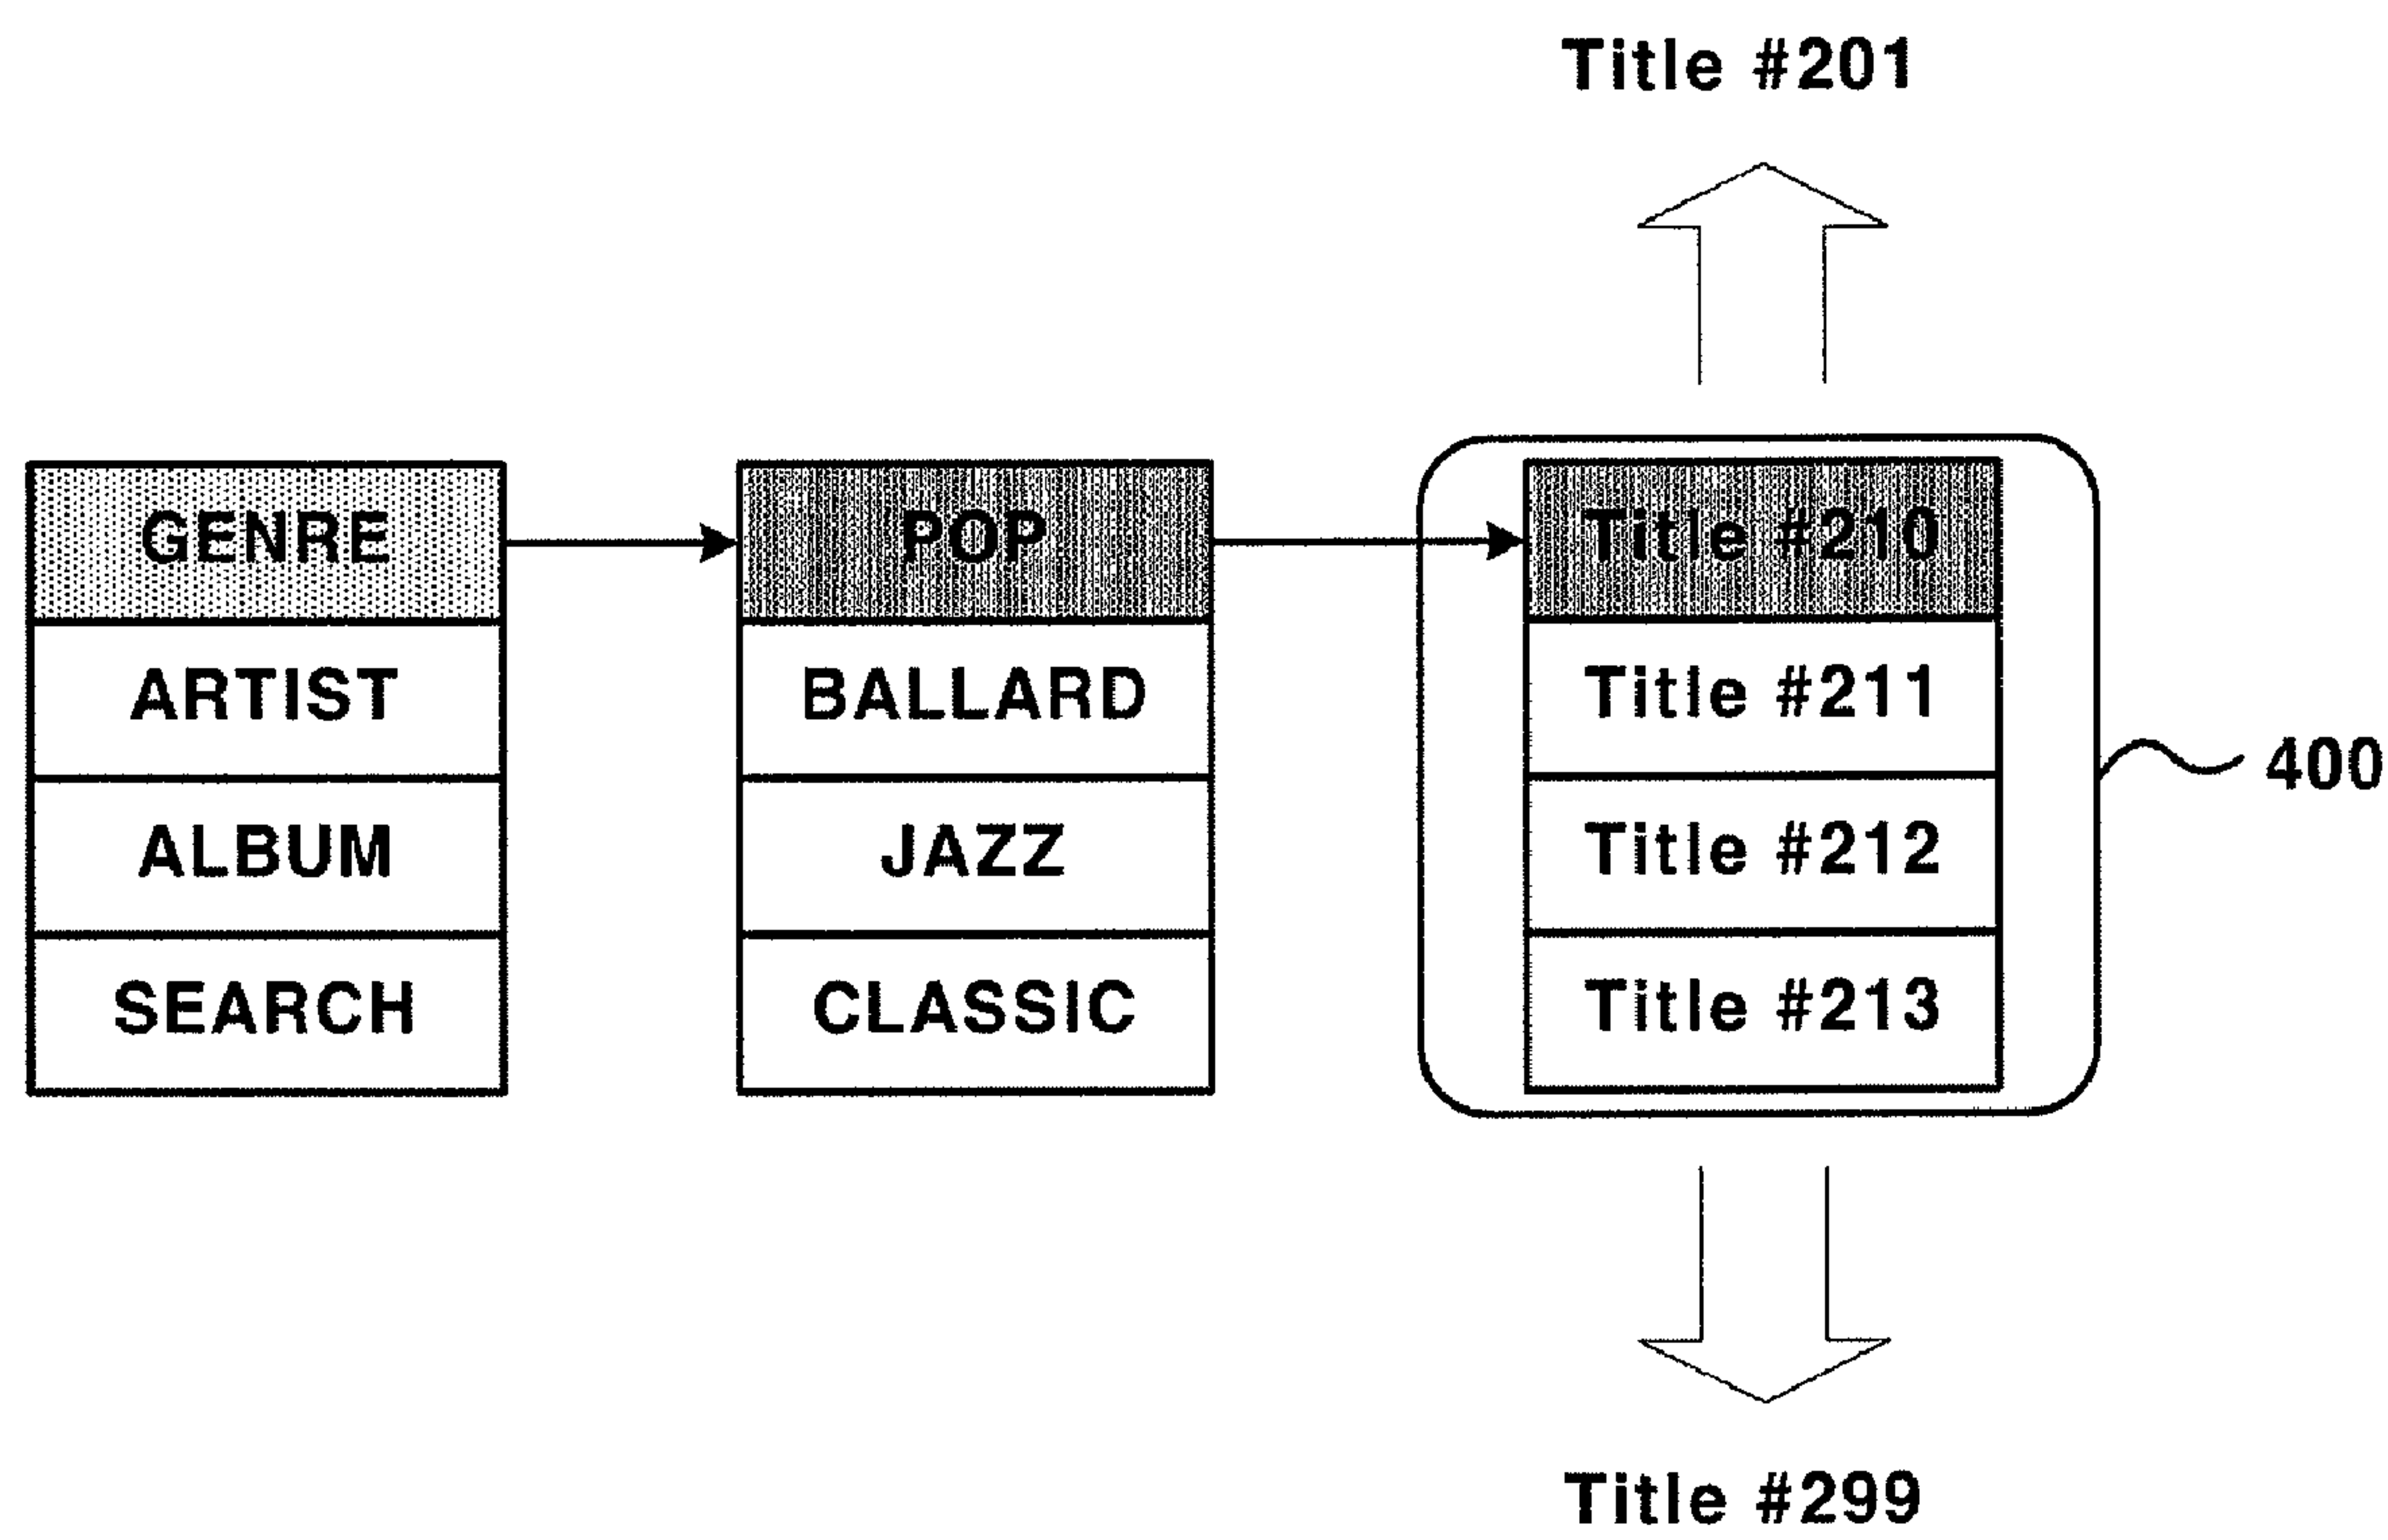 Title #201
GENRE
ARTIST
ALBUM
SEARCH
POP
BALLARD
JAZZ
CLASSIC
Title #210
Title #211
Title #212
Title #213
400
Title #299